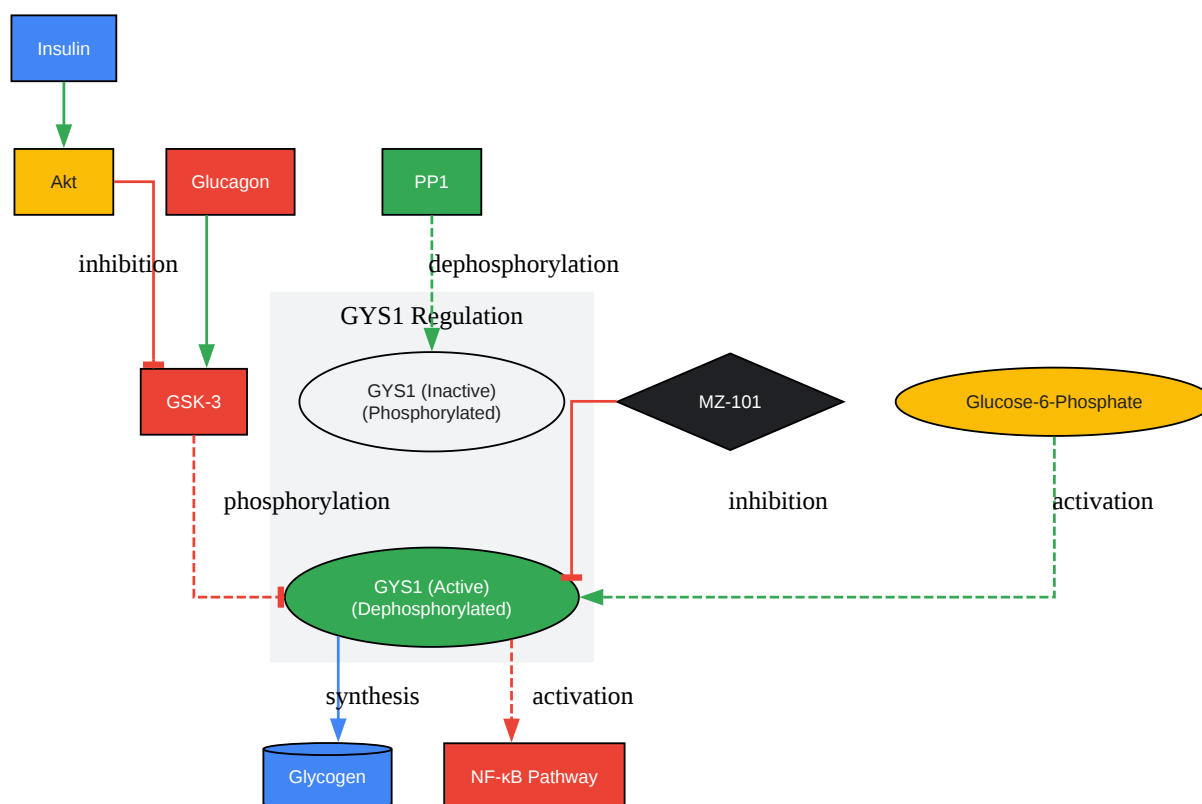 Insulin
Akt
Glucagon
PP1
inhibition
dephosphorylation
GYS1 Regulation
GYS1 (Inactive)
(Phosphorylated)
MZ-101
Glucose-6-Phosphate
GSK-3
phosphorylation
inhibition
activation
GYS1 (Active)
(Dephosphorylated)
synthesis
activation
Glycogen
NF-κB Pathway